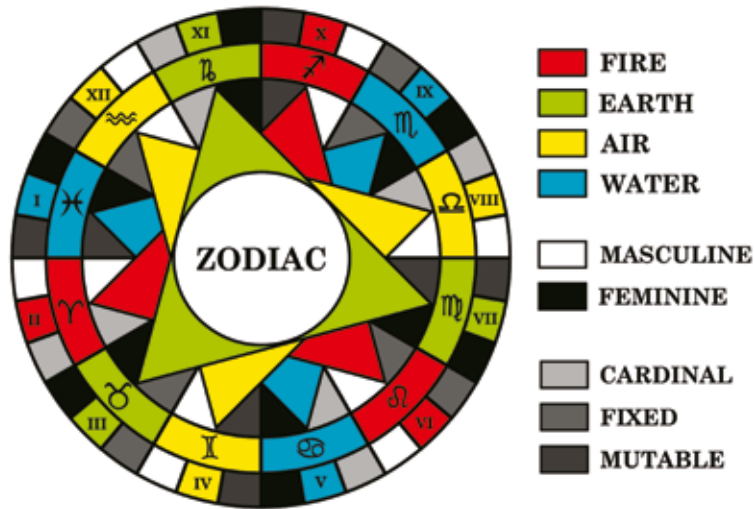 XI
X
XII
IX
I
VIII
ZODIAC
II
VII
III
VI
IV
V
FIRE
EARTH
AIR
WATER
MASCULINE
FEMININE
CARDINAL
FIXED
MUTABLE